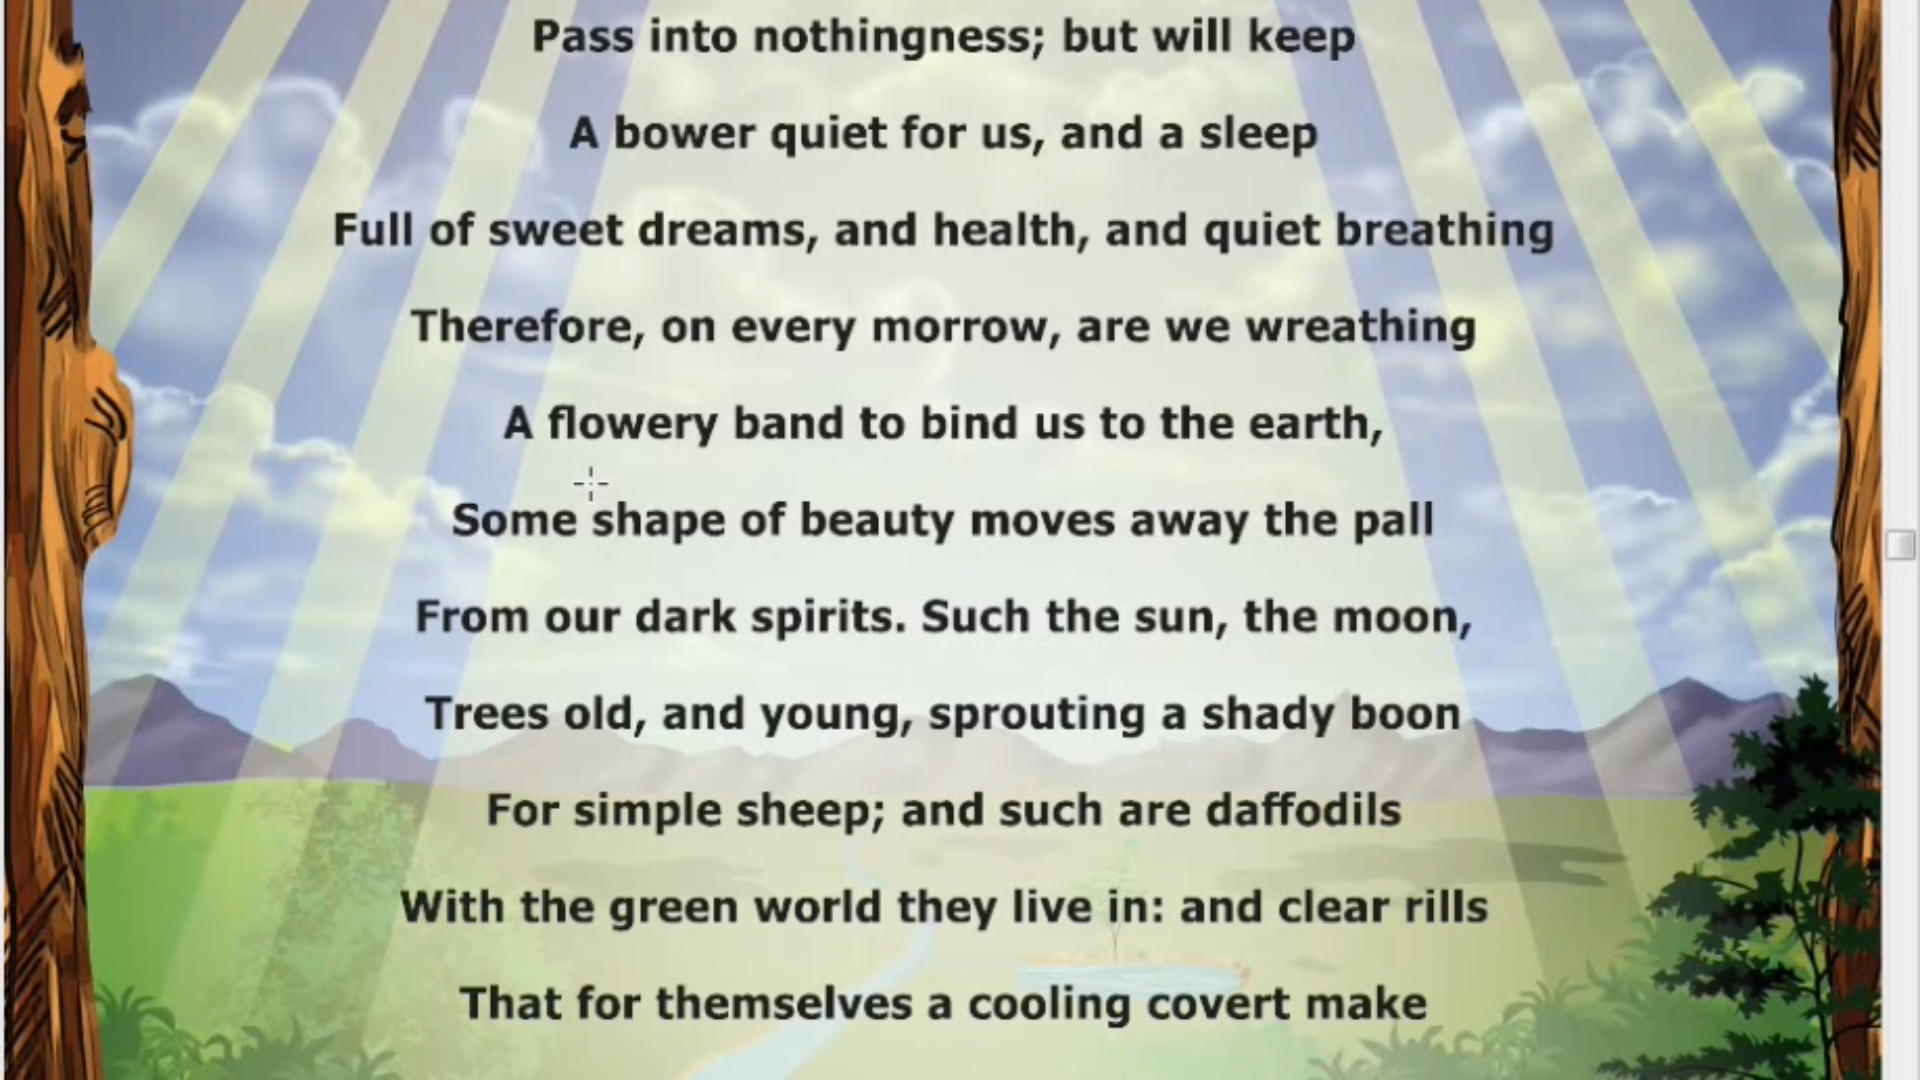 Pass into nothingness; but will keep
A bower quiet for us, and a sleep
Full of sweet dreams, and health, and quiet breathing
Therefore, on every morrow, are we wreathing
A flowery band to bind us to the earth,
Some shape of beauty moves away the pall
From our dark spirits. Such the sun, the moon,
Trees old, and young, sprouting a shady boon
For simple sheep; and such are daffodils
With the green world they live in: and clear rills
That for themselves a cooling covert make